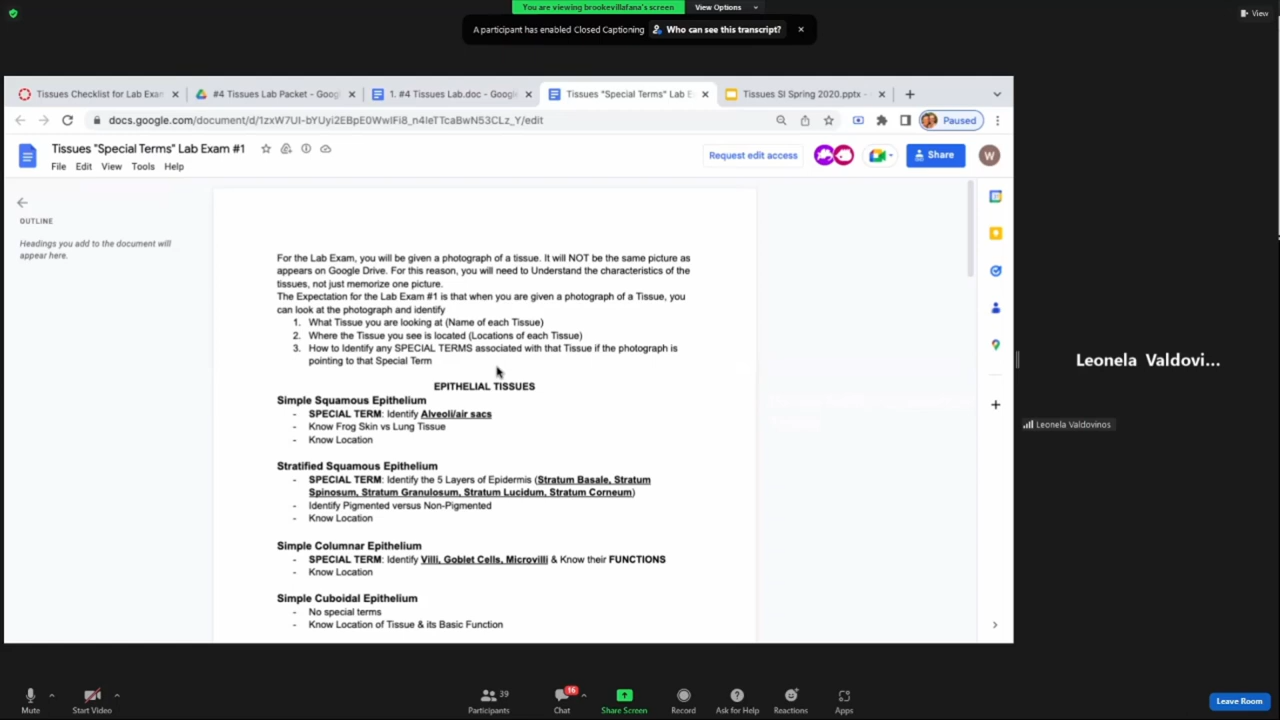 You are viewing brookevillafana's screen View Options
A participant has enabled Closed Captioning Who can see this transcript?
View
Tissues Checklist for Lab Exam
#4 Tissues Lab Packet - Googl
1. #4 Tissues Lab.doc - Google
Tissues "Special Terms" Lab E
Tissues SI Spring 2020.pptx -
Paused
Tissues "Special Terms" Lab Exam #1
File Edit View Tools Help
Request edit access
Share
W
OUTLINE
Headings you add to the document will
appear here.
For the Lab Exam, you will be given a photograph of a tissue. It will NOT be the same picture as
appears on Google Drive. For this reason, you will need to Understand the characteristics of the
tissues, not just memorize one picture.
The Expectation for the Lab Exam #1 is that when you are given a photograph of a Tissue, you
can look at the photograph and identify
1. What Tissue you are looking at (Name of each Tissue)
2. Where the Tissue you see is located (Locations of each Tissue)
3. How to Identify any SPECIAL TERMS associated with that Tissue if the photograph is
pointing to that Special Term
EPITHELIAL TISSUES
Simple Squamous Epithelium
- SPECIAL TERM: Identify Alveoli/air sacs
- Know Frog Skin vs Lung Tissue
- Know Location
Stratified Squamous Epithelium
- SPECIAL TERM: Identify the 5 Layers of Epidermis (Stratum Basale, Stratum
Spinosum, Stratum Granulosum, Stratum Lucidum, Stratum Corneum)
- Identify Pigmented versus Non-Pigmented
- Know Location
Simple Columnar Epithelium
- SPECIAL TERM: Identify Villi, Goblet Cells, Microvilli & Know their FUNCTIONS
- Know Location
Simple Cuboidal Epithelium
- No special terms
- Know Location of Tissue & its Basic Function
Leonela Valdovi...
Leonela Valdovinos
Mute
Start Video
39
Participants
16
Chat
Share Screen
Record
Ask for Help
Reactions
Apps
Leave Room